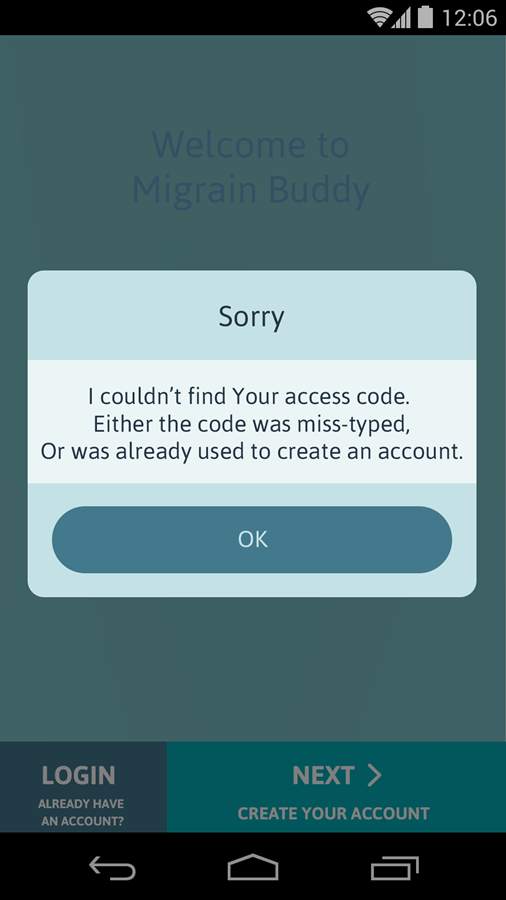 12:06
Welcome to
Migrain Buddy
Sorry
I couldn't find Your access code.
Either the code was miss-typed,
Or was already used to create an account.
OK
LOGIN
ALREADY HAVE
AN ACCOUNT?
NEXT
CREATE YOUR ACCOUNT